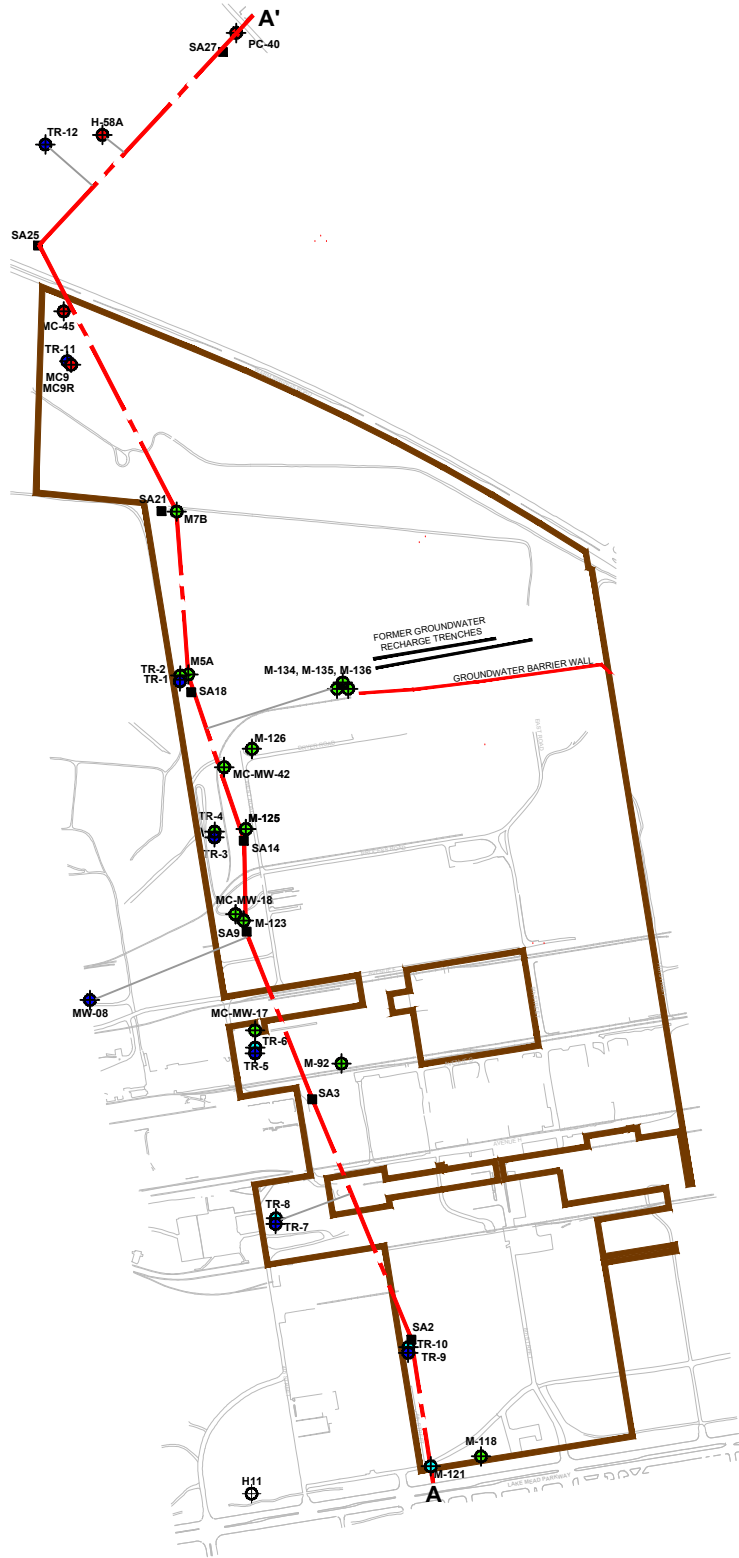 A'
SA27
PC-40
H-58A
TR-12
SA25
MC-45
TR-11
MC9
MC9R
SA21
M7B
FORMER GROUNDWATER
RECHARGE TRENCHES
M5A
TR-2
TR-1
SA18
M-134, M-135, M-136
GROUNDWATER BARRIER WALL
M-126
MC-MW-42
TR-4
M-125
TR-3
SA14
MC-MW-18
M-123
SA9
MW-08
MC-MW-17
TR-6
TR-5
M-92
SA3
AVENUE H
TR-8
TR-7
SA2
TR-10
TR-9
M-118
M-121
H11
LAKE MEAD PARKWAY
A